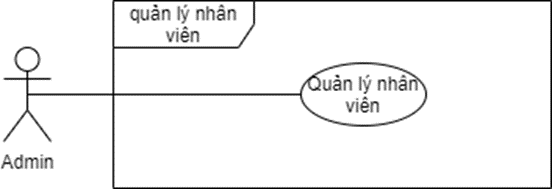 quản lý nhân
viên
Quản lý nhân
viên
Admin